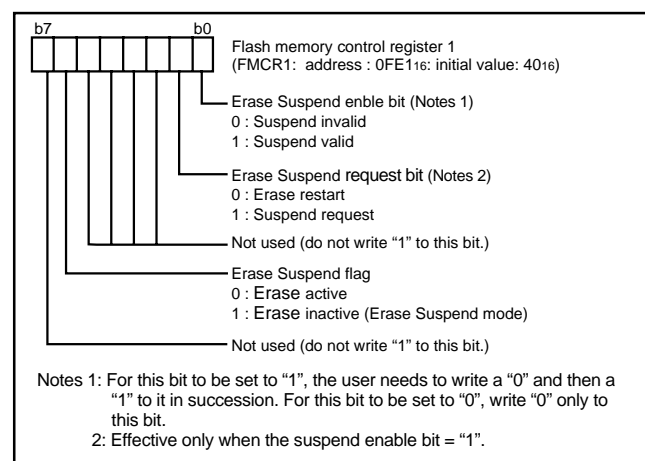 b7 b0
Flash memory control register 1
(FMCR1: address : 0FE116: initial value: 4016)
Erase Suspend enble bit (Notes 1)
0 : Suspend invalid
1 : Suspend valid
Erase Suspend request bit (Notes 2)
0 : Erase restart
1 : Suspend request
Not used (do not write “1” to this bit.)
Erase Suspend flag
0 : Erase active
1 : Erase inactive (Erase Suspend mode)
Not used (do not write “1” to this bit.)
Notes 1: For this bit to be set to “1”, the user needs to write a “0” and then a
“1” to it in succession. For this bit to be set to “0”, write “0” only to
this bit.
2: Effective only when the suspend enable bit = “1”.